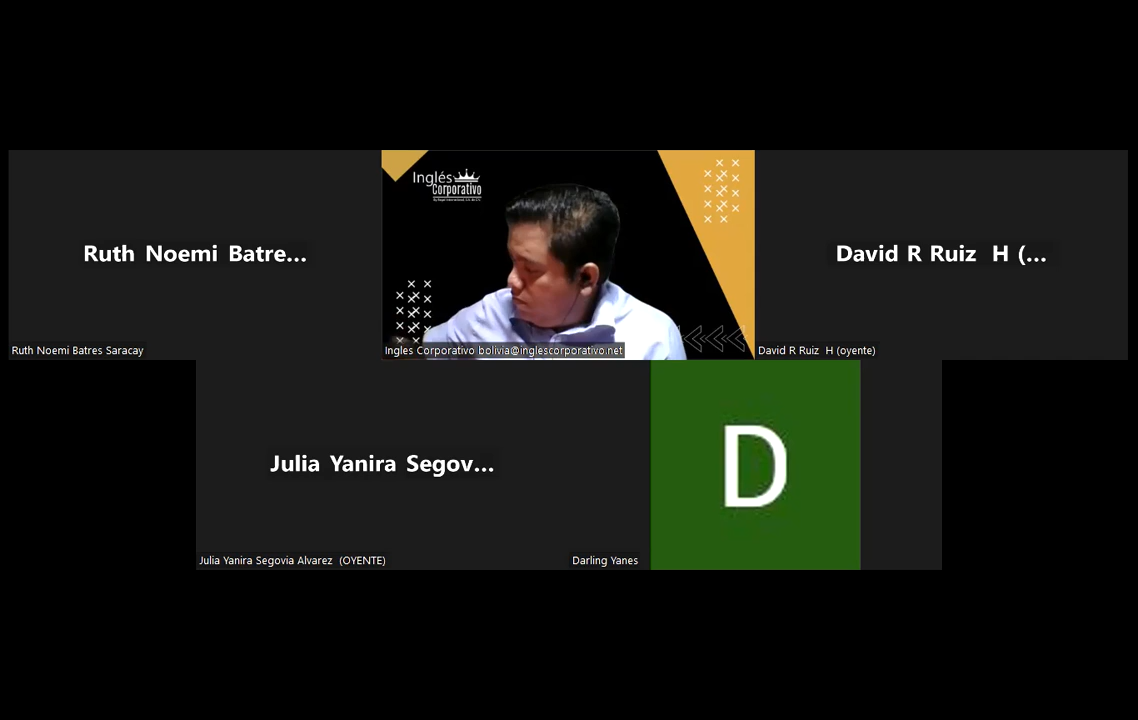 Ruth Noemi Batre...
Ruth Noemi Batres Saracay
Inglés
Corporativo
Ingles Corporativo bolivia@inglescorporativo.net
David R Ruiz H (...
David R Ruiz H (oyente)
Julia Yanira Segov...
Julia Yanira Segovia Alvarez (OYENTE)
D
Darling Yanes